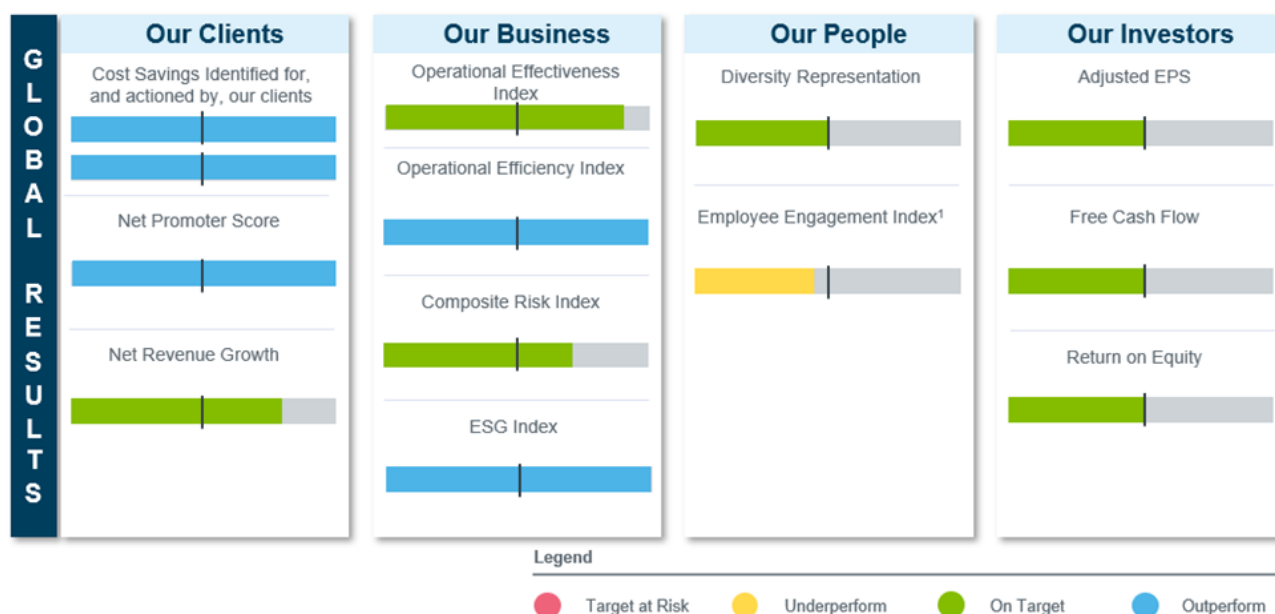 GLOBAL RESULTS
Our Clients
Cost Savings Identified for,
and actioned by, our clients
Net Promoter Score
Net Revenue Growth
Our Business
Operational Effectiveness
Index
Operational Efficiency Index
Composite Risk Index
ESG Index
Our People
Diversity Representation
Employee Engagement Index¹
Our Investors
Adjusted EPS
Free Cash Flow
Return on Equity
Legend
Target at Risk
Underperform
On Target
Outperform